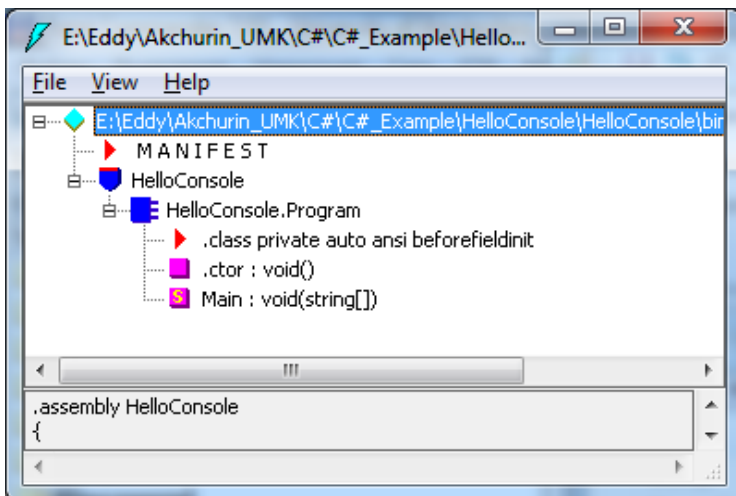 E:\Eddy\Akchurin_UMK\C#\C#_Example\Hello...
File View Help
E:\Eddy\Akchurin_UMK\C#\C#_Example\HelloConsole\HelloConsole\bin
M A N I F E S T
HelloConsole
HelloConsole.Program
.class private auto ansi beforefieldinit
.ctor : void()
S Main : void(string[])
.assembly HelloConsole
{